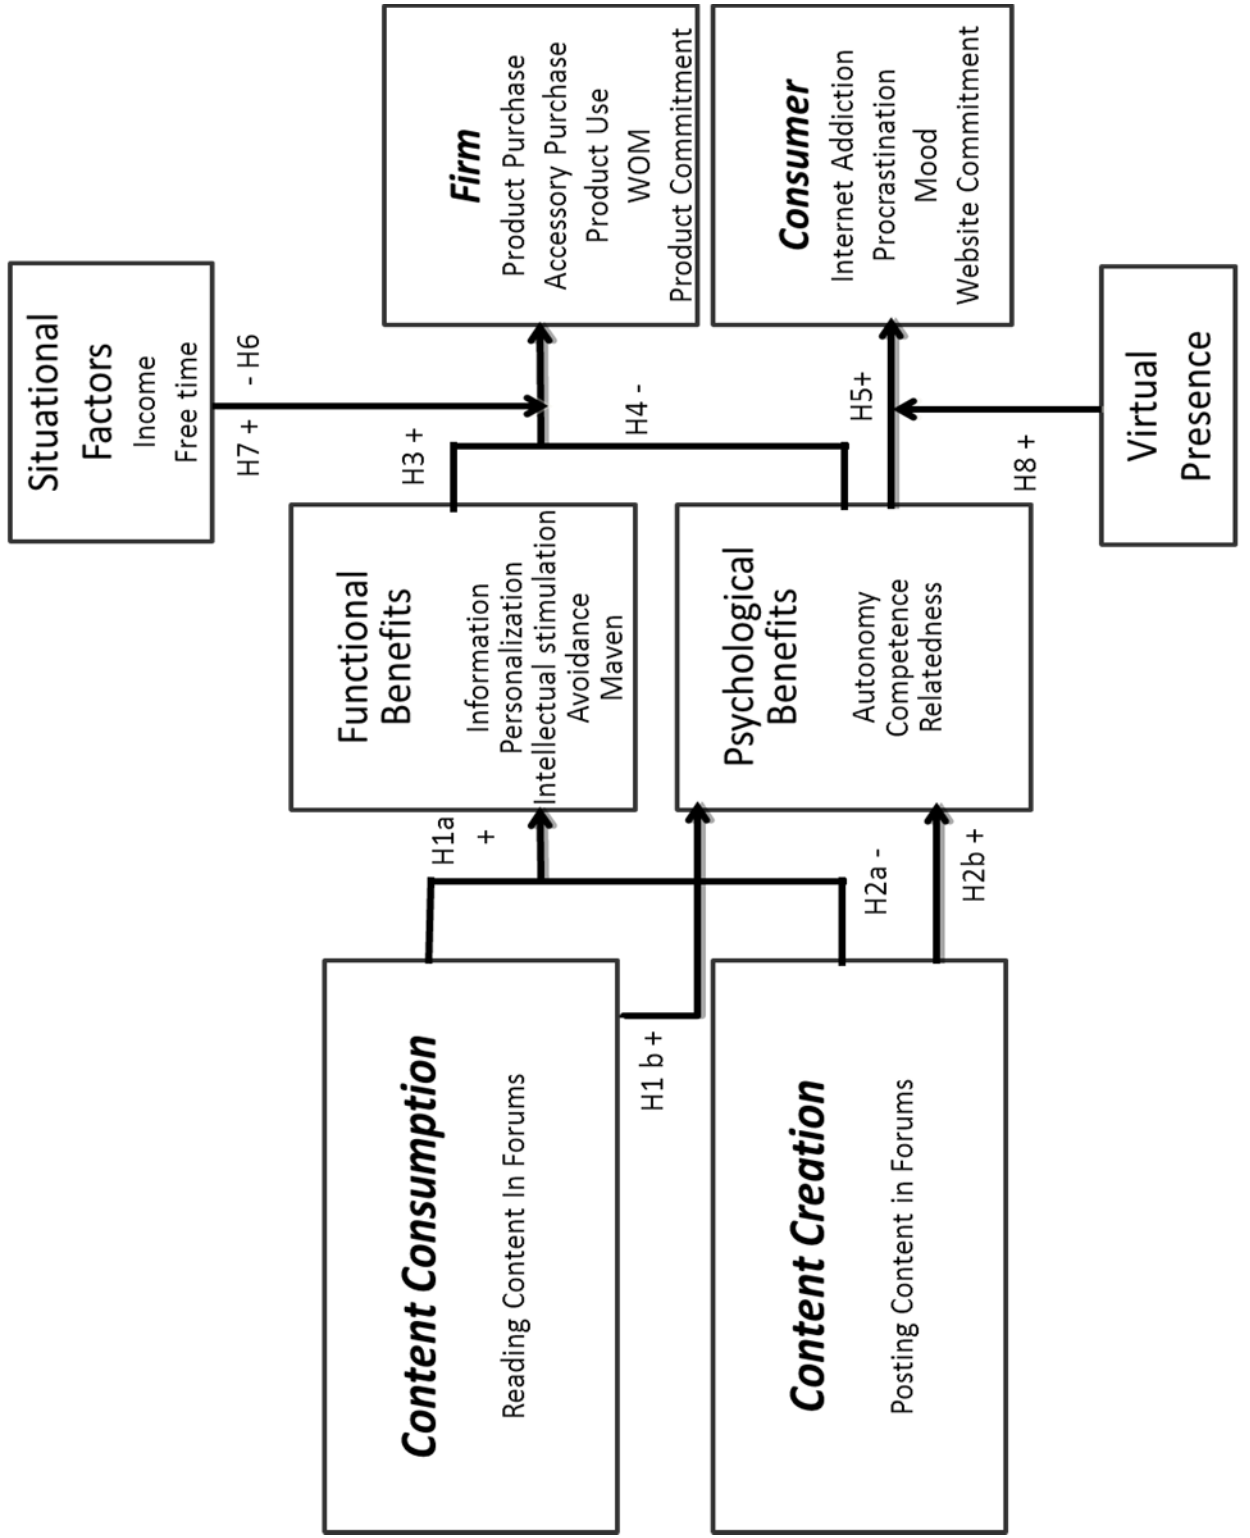 Content Consumption
Reading Content In Forums
Content Creation
Posting Content in Forums
H1a
+
H1 b +
H2a -
H2b +
Functional
Benefits
Information
Personalization
Intellectual stimulation
Avoidance
Maven
Psychological
Benefits
Autonomy
Competence
Relatedness
Situational
Factors
Income
Free time
H7 +
- H6
H3 +
H4 -
H5+
H8 +
Virtual
Presence
Firm
Product Purchase
Accessory Purchase
Product Use
WOM
Product Commitment
Consumer
Internet Addiction
Procrastination
Mood
Website Commitment